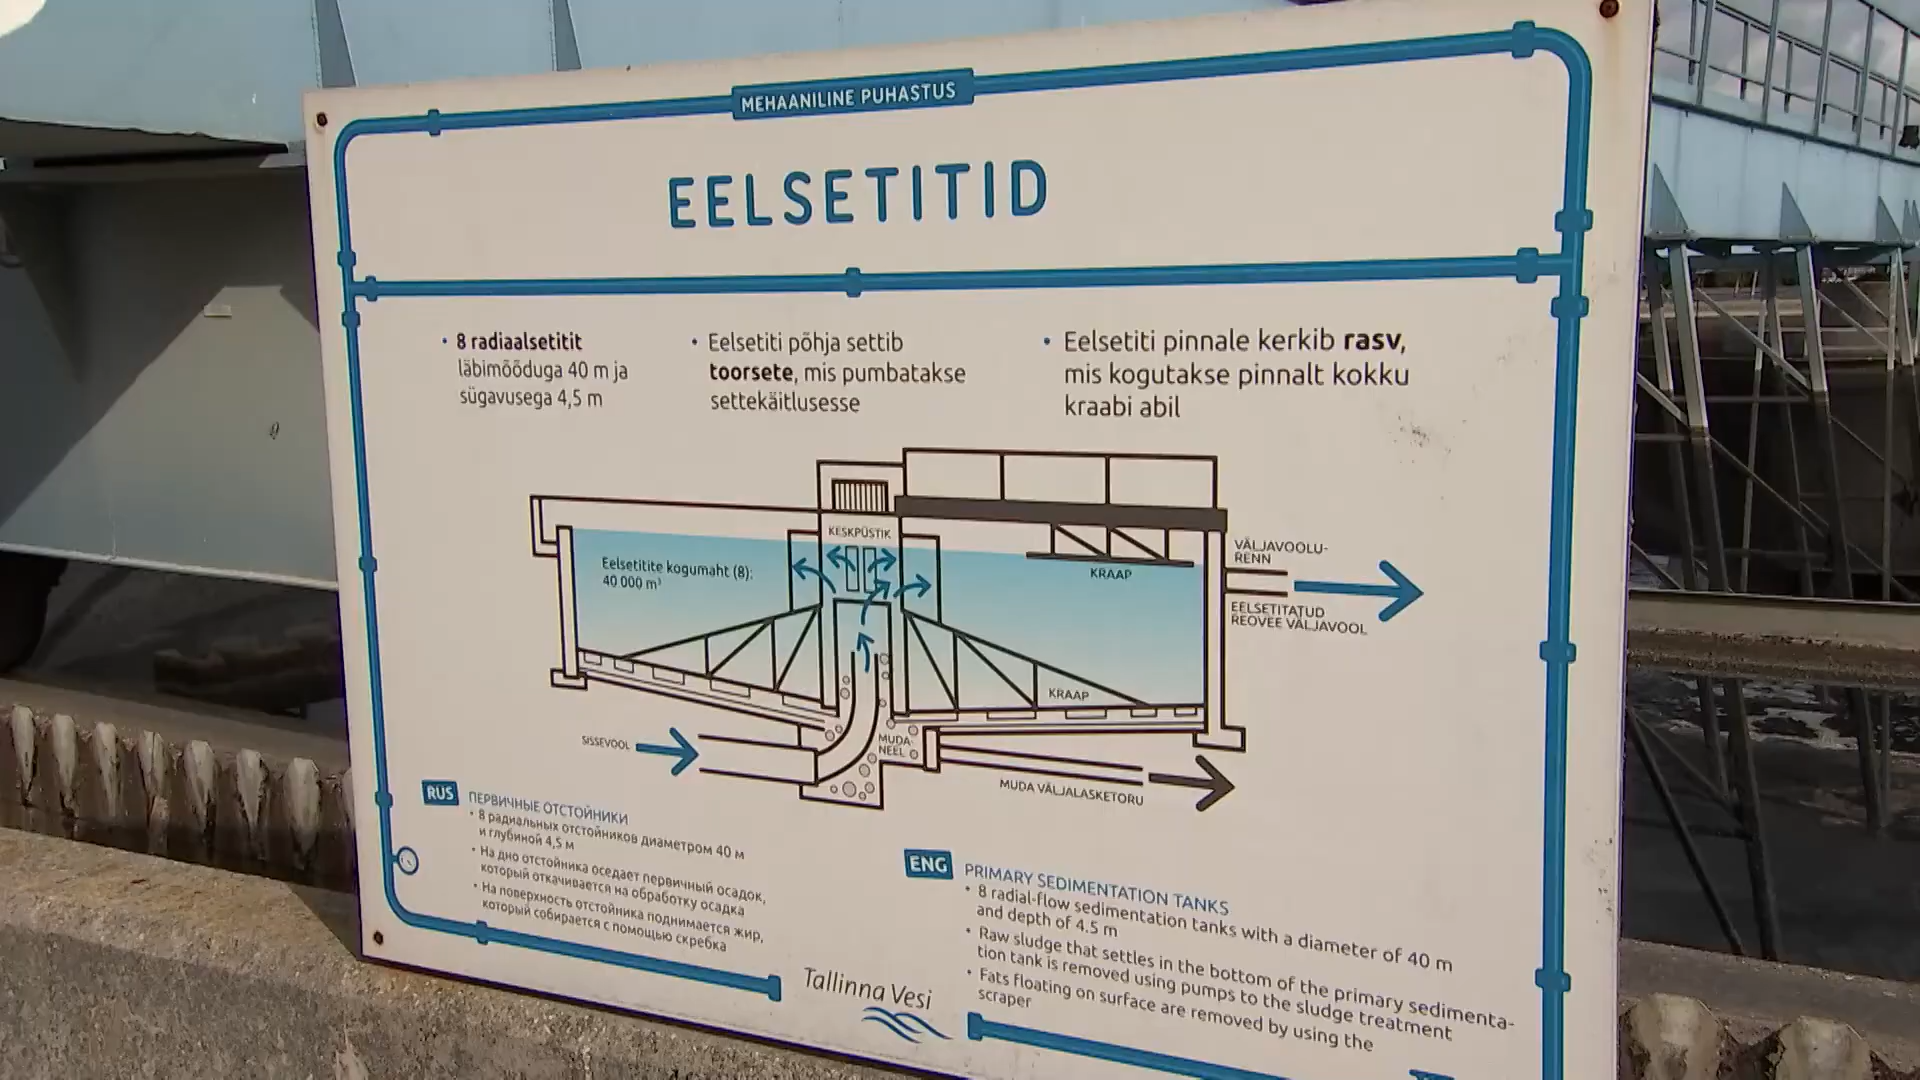 MEHAANILINE PUHASTUS
EELSETITID
• 8 radiaalsetitit
läbimõõduga 40 m ja
sügavusega 4,5 m
• Eelsetiti põhja settib
toorsete, mis pumbatakse
settekäitlusesse
• Eelsetiti pinnale kerkib rasv,
mis kogutakse pinnalt kokku
kraabi abil
KESKPÜSTIK
Eelsetitite kogumaht (8):
40 000 m³
KRAAP
VÄLJAVOOLU-
RENN
EELSETITATUD
REOVEE VÄLJAVOOL
KRAAP
SISSEVOOL
MUDA-
NEEL
MUDA VÄLJALASKETORU
RUS
ПЕРВИЧНЫЕ ОТСТОЙНИКИ
• 8 радиальных отстойников диаметром 40 м
и глубиной 4,5 м
• На дно отстойника оседает первичный осадок,
который откачивается на обработку осадка
• На поверхность отстойника поднимается жир,
который собирается с помощью скребка
ENG
PRIMARY SEDIMENTATION TANKS
• 8 radial-flow sedimentation tanks with a diameter of 40 m
and depth of 4.5 m
• Raw sludge that settles in the bottom of the primary sedimenta-
tion tank is removed using pumps to the sludge treatment
• Fats floating on surface are removed by using the
scraper
Tallinna Vesi